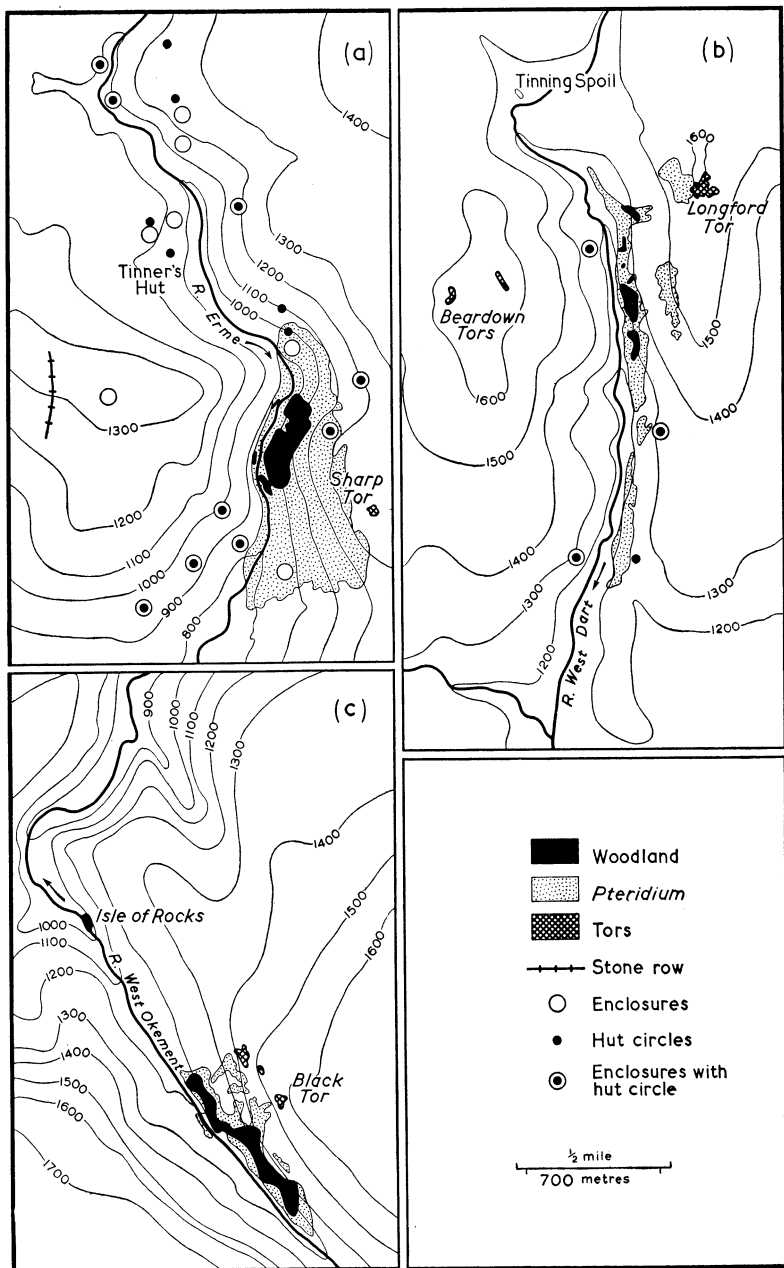 (a)
1400
1300
1200
1100
1000
Tinner's
Hut
R. Erme
1300
Sharp
Tor
1200
1100
1000
900
800
(b)
Tinning Spoil
1400
1600
Longford
Tor
Beardown
Tors
1500
1600
1400
1500
1400
1300
1300
1200
1200
R. West Dart
(c)
900
1000
1100
1200
1300
1400
Isle of Rocks
1500
1000
1100
1600
1200
R. West Okement
1300
1400
Black
Tor
1500
1600
1700
Woodland
Pteridium
Tors
Stone row
Enclosures
Hut circles
Enclosures with
hut circle
½ mile
700 metres